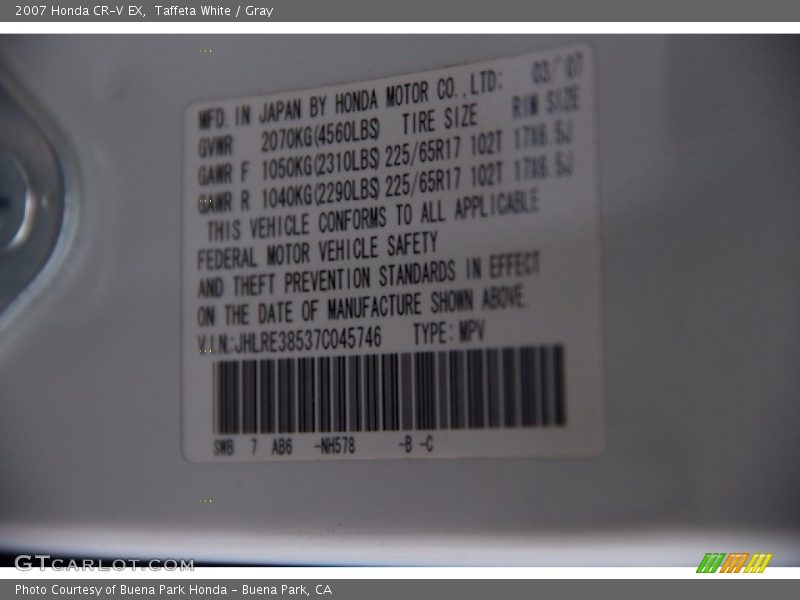 2007 Honda CR-V EX, Taffeta White / Gray
MFD. IN JAPAN BY HONDA MOTOR CO., LTD: 03/ 07
GVWR 2070KG(4560LBS) TIRE SIZE RIM SIZE
GAWR F 1050KG(2310LBS) 225/65R17 102T 17X6 5J
GAWR R 1040KG(2290LBS) 225/65R17 102T 17X6 5J
THIS VEHICLE CONFORMS TO ALL APPLICABLE
FEDERAL MOTOR VEHICLE SAFETY
AND THEFT PREVENTION STANDARDS IN EFFECT
ON THE DATE OF MANUFACTURE SHOWN ABOVE.
V.I.N.:JHLRE38537C045746 TYPE: MPV
SWB 7 AB6 -NH578 -B -C
GTCARLOT.COM
Photo Courtesy of Buena Park Honda - Buena Park, CA